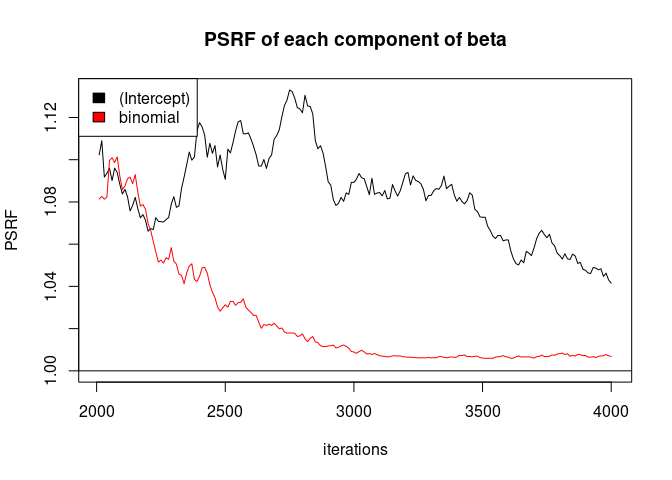 PSRF of each component of beta
(Intercept)
binomial
PSRF
1.12
1.08
1.04
1.00
2000 2500 3000 3500 4000
iterations